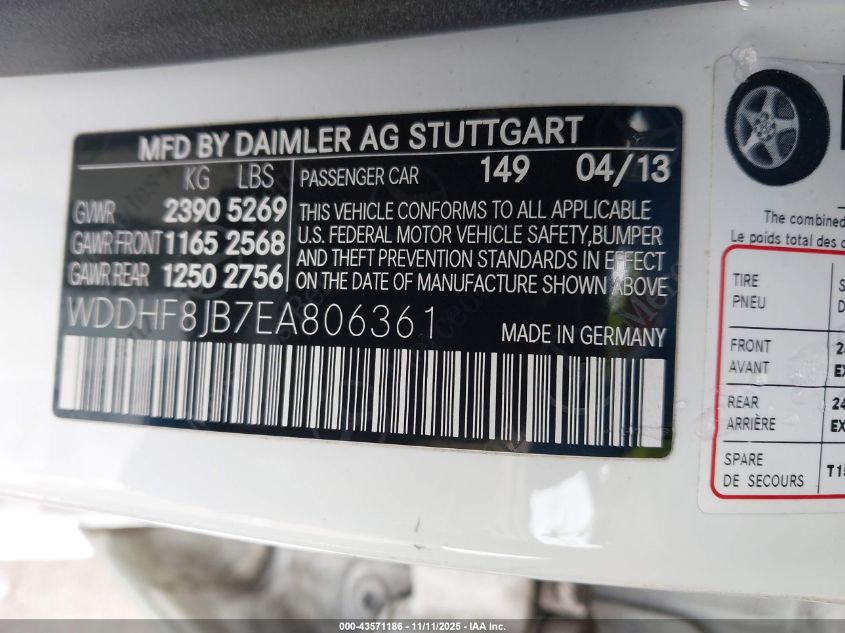 MFD BY DAIMLER AG STUTTGART
KG LBS
GVWR 2390 5269
GAWR FRONT 1165 2568
GAWR REAR 1250 2756
PASSENGER CAR 149 04/13
THIS VEHICLE CONFORMS TO ALL APPLICABLE
U.S. FEDERAL MOTOR VEHICLE SAFETY,BUMPER
AND THEFT PREVENTION STANDARDS IN EFFECT
ON THE DATE OF MANUFACTURE SHOWN ABOVE
WDDHF8JB7EA806361
MADE IN GERMANY
The combined
Le poids total des
TIRE
PNEU
FRONT
AVANT
REAR
ARRIÈRE
SPARE
DE SECOURS
000-43571186 - 11/11/2025 - IAA Inc.